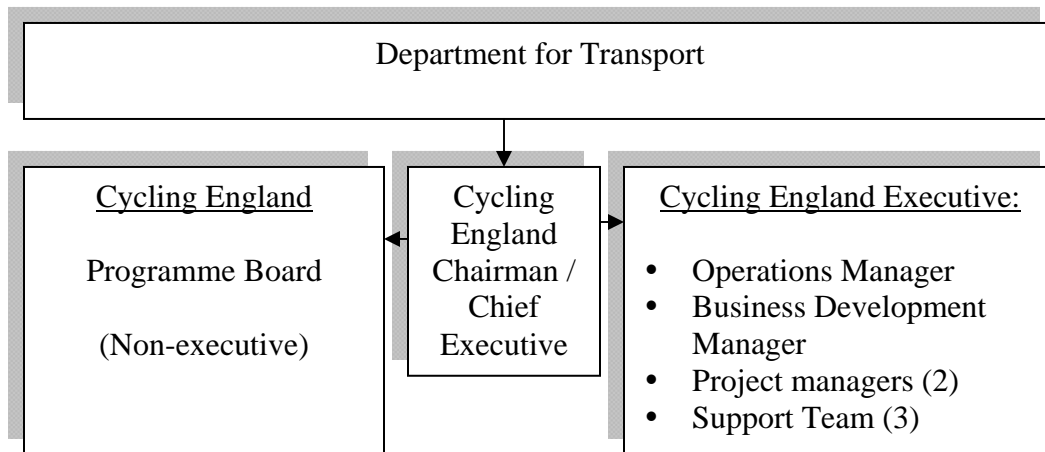 Department for Transport
Cycling England
Programme Board
(Non-executive)
Cycling
England
Chairman /
Chief
Executive
Cycling England Executive:
• Operations Manager
• Business Development
Manager
• Project managers (2)
• Support Team (3)